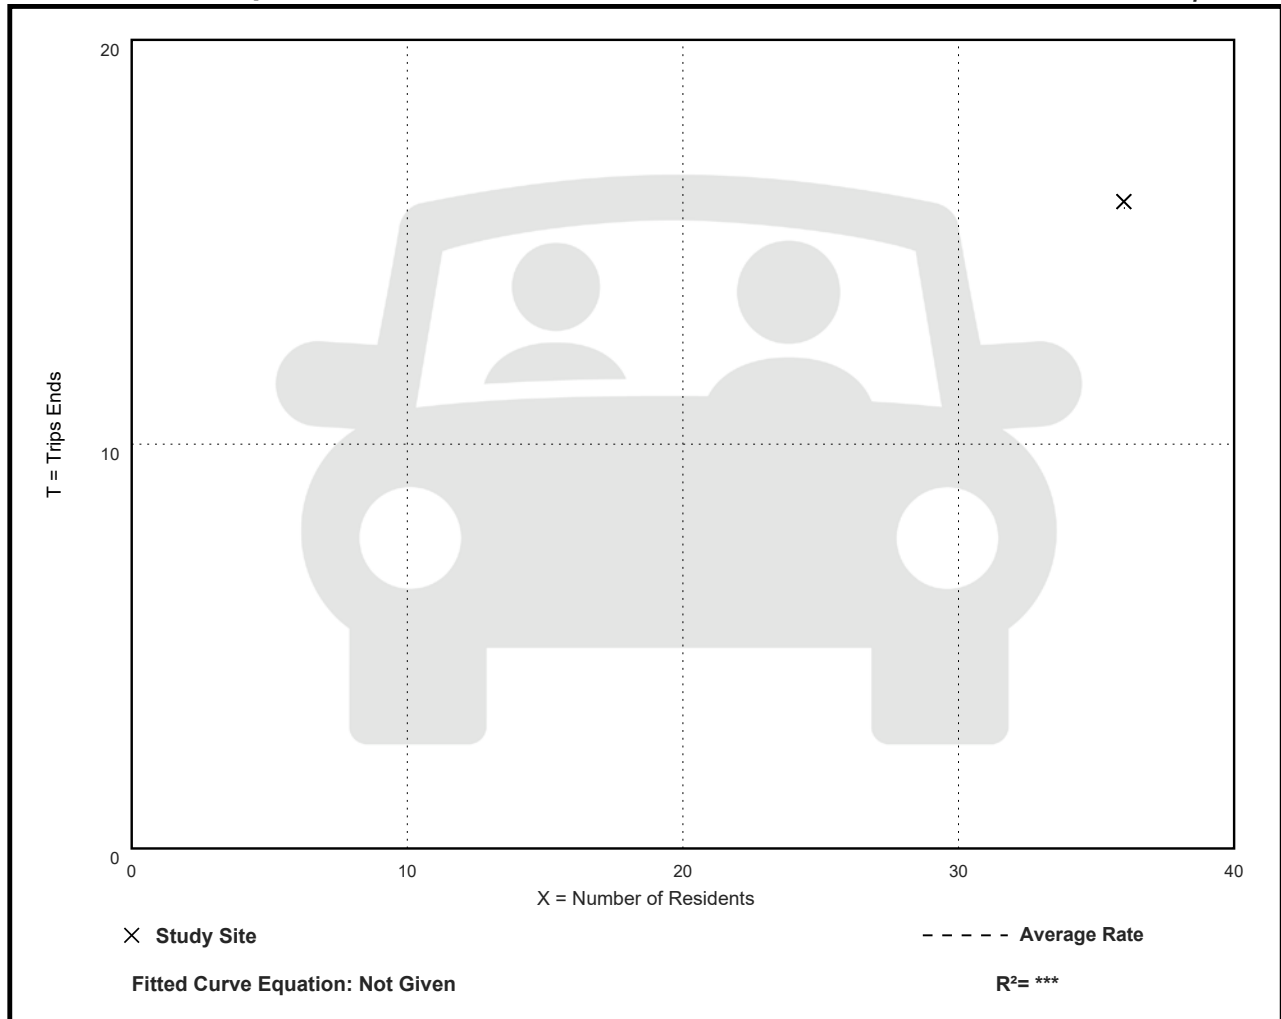 20
T = Trips Ends
10
0
0 10 20 30 40
X = Number of Residents
Study Site
Average Rate
Fitted Curve Equation: Not Given
R²= ***